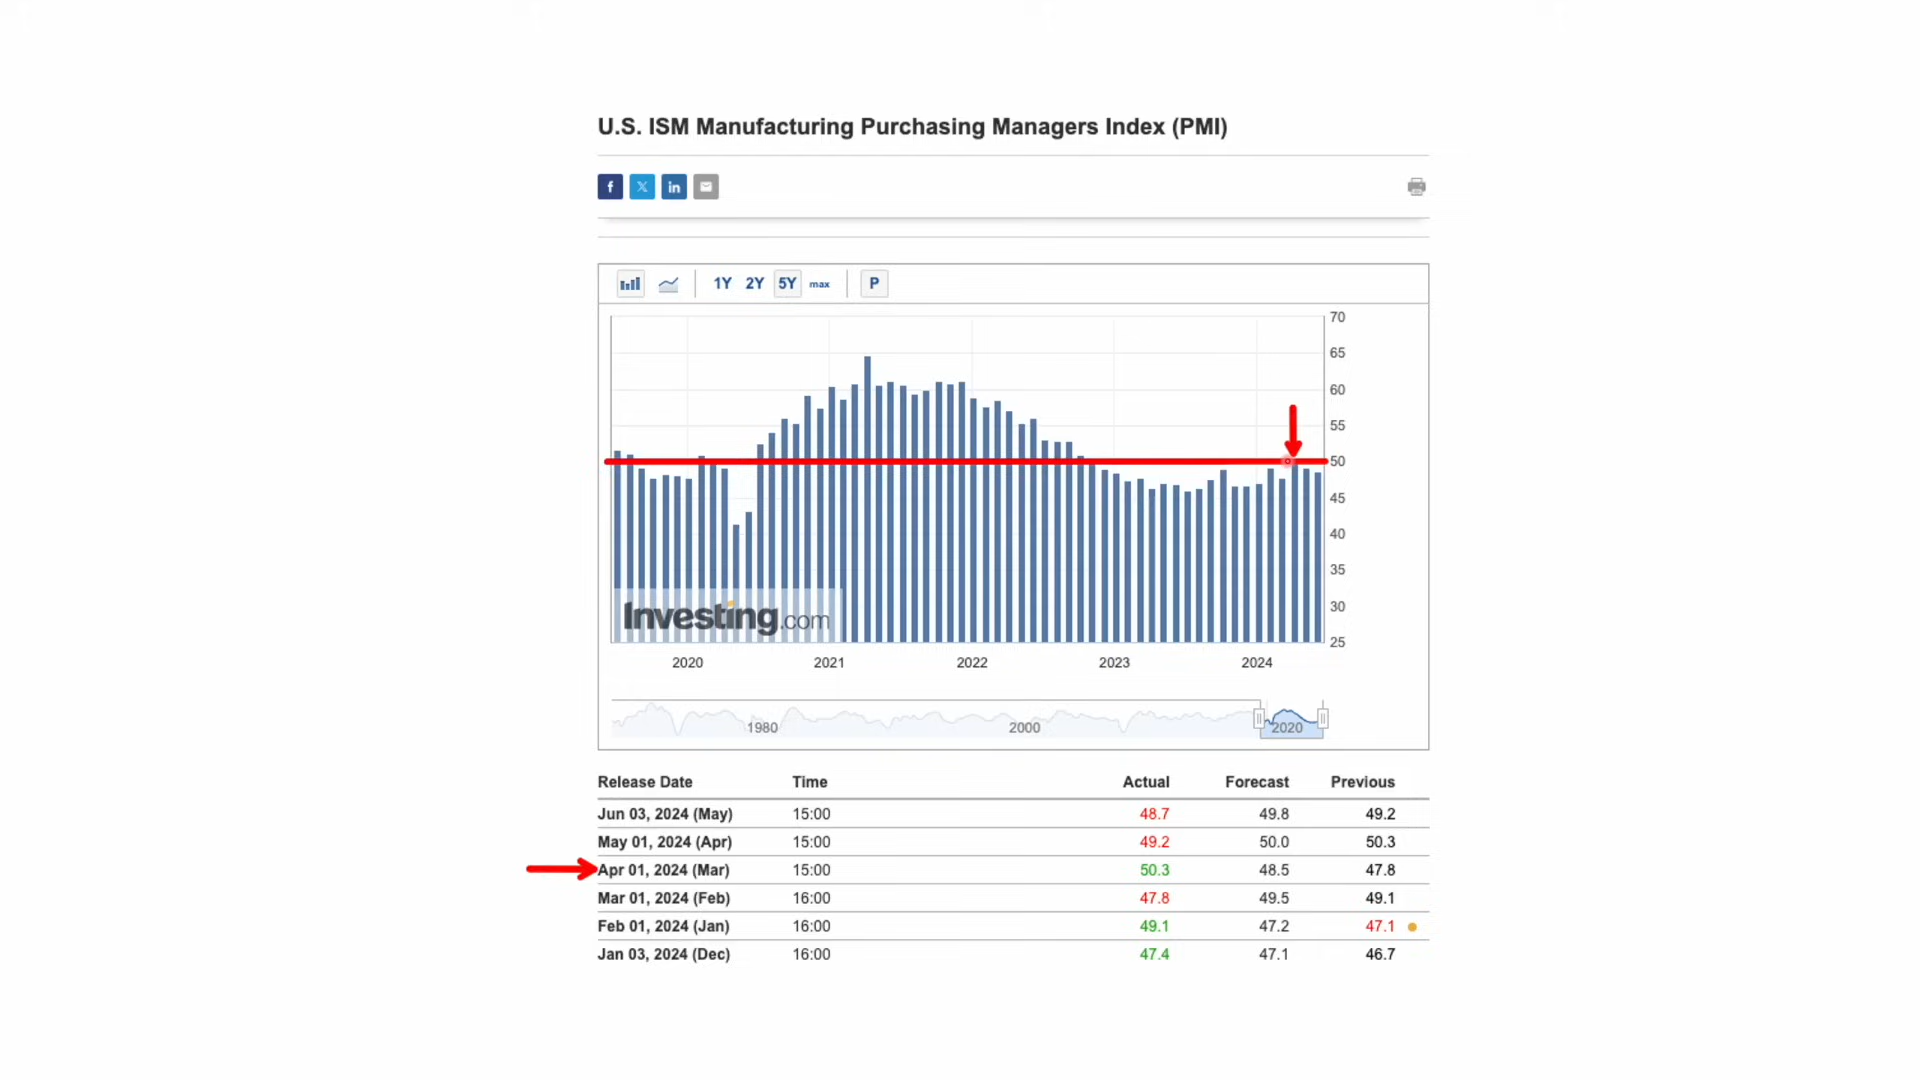 U.S. ISM Manufacturing Purchasing Managers Index (PMI)
1Y 2Y 5Y max P
70
65
60
55
50
45
40
35
30
25
Investing.com
2020 2021 2022 2023 2024
1980 2000 2020
Release Date Time Actual Forecast Previous
Jun 03, 2024 (May) 15:00 48.7 49.8 49.2
May 01, 2024 (Apr) 15:00 49.2 50.0 50.3
Apr 01, 2024 (Mar) 15:00 50.3 48.5 47.8
Mar 01, 2024 (Feb) 16:00 47.8 49.5 49.1
Feb 01, 2024 (Jan) 16:00 49.1 47.2 47.1
Jan 03, 2024 (Dec) 16:00 47.4 47.1 46.7